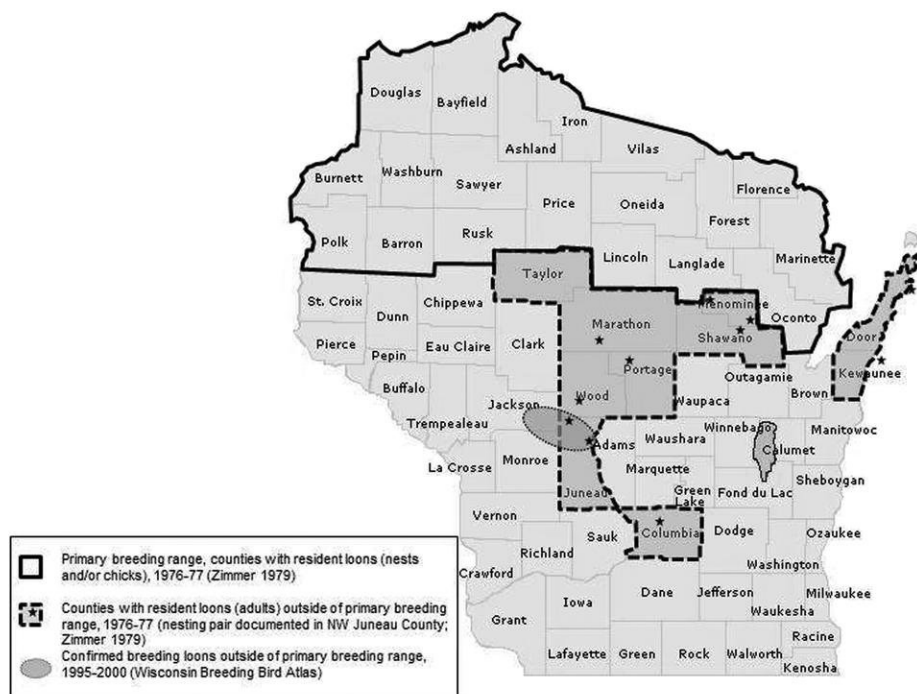 Douglas
Bayfield
Iron
Ashland
Vilas
Burnett
Washburn
Sawyer
Price
Oneida
Florence
Forest
Polk
Barron
Rusk
Lincoln
Langlade
Marinette
Taylor
Menominee
Oconto
St. Croix
Dunn
Chippewa
Marathon
Shawano
Door
Pierce
Pepin
Eau Claire
Clark
Portage
Outagamie
Kewaunee
Buffalo
Wood
Waupaca
Brown
Trempealeau
Jackson
Adams
Waushara
Winnebago
Calumet
Manitowoc
La Crosse
Monroe
Juneau
Marquette
Green
Lake
Fond du Lac
Sheboygan
Vernon
Sauk
Columbia
Dodge
Ozaukee
Richland
Washington
Crawford
Iowa
Dane
Jefferson
Waukesha
Milwaukee
Grant
Lafayette
Green
Rock
Walworth
Racine
Kenosha
Primary breeding range, counties with resident loons (nests
and/or chicks), 1976-77 (Zimmer 1979)
Counties with resident loons (adults) outside of primary breeding
range, 1976-77 (nesting pair documented in NW Juneau County;
Zimmer 1979)
Confirmed breeding loons outside of primary breeding range,
1995-2000 (Wisconsin Breeding Bird Atlas)